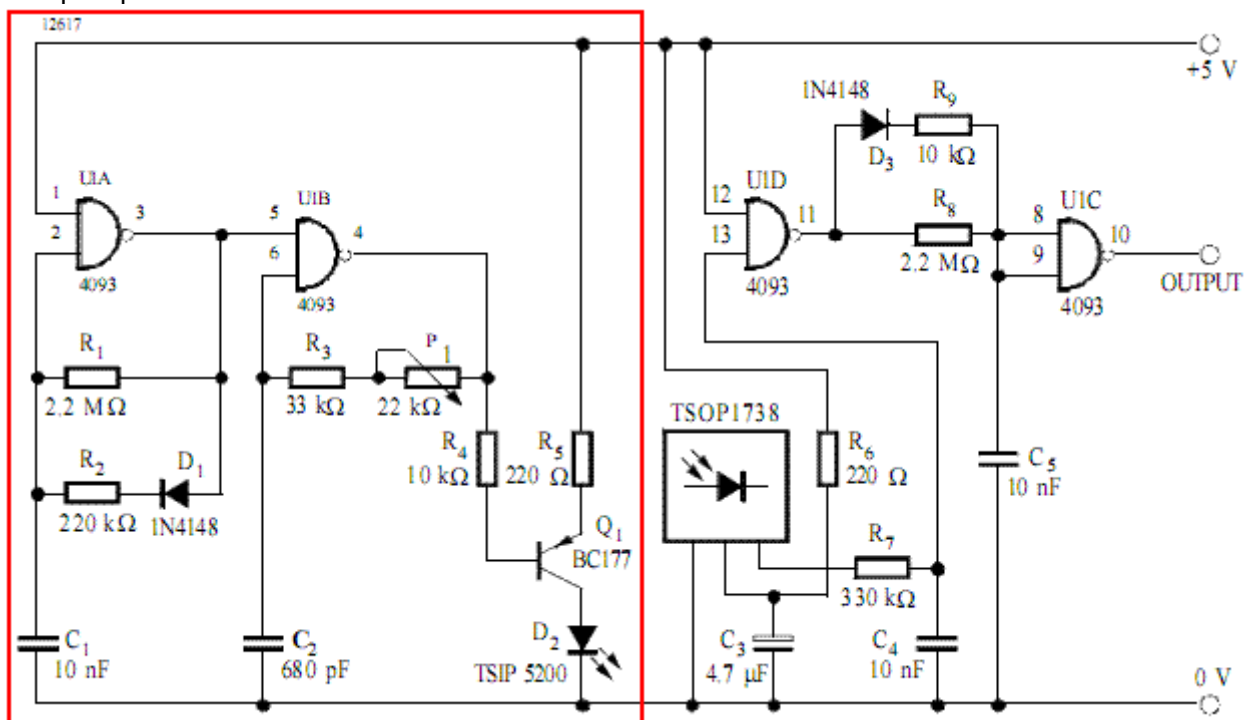 12617
+5 V
1N4148
R9
D3
10 kΩ
U1A
1
2
3
4093
U1B
5
6
4
4093
U1D
12
13
11
4093
R8
2.2 MΩ
U1C
8
9
10
4093
OUTPUT
R1
2.2 MΩ
R3
33 kΩ
P1
22 kΩ
R2
220 kΩ
D1
1N4148
R4
10 kΩ
R5
220 Ω
TSOP1738
R6
220 Ω
C5
10 nF
Q1
BC177
R7
330 kΩ
C1
10 nF
C2
680 pF
D2
TSIP 5200
C3
4.7 µF
C4
10 nF
0 V